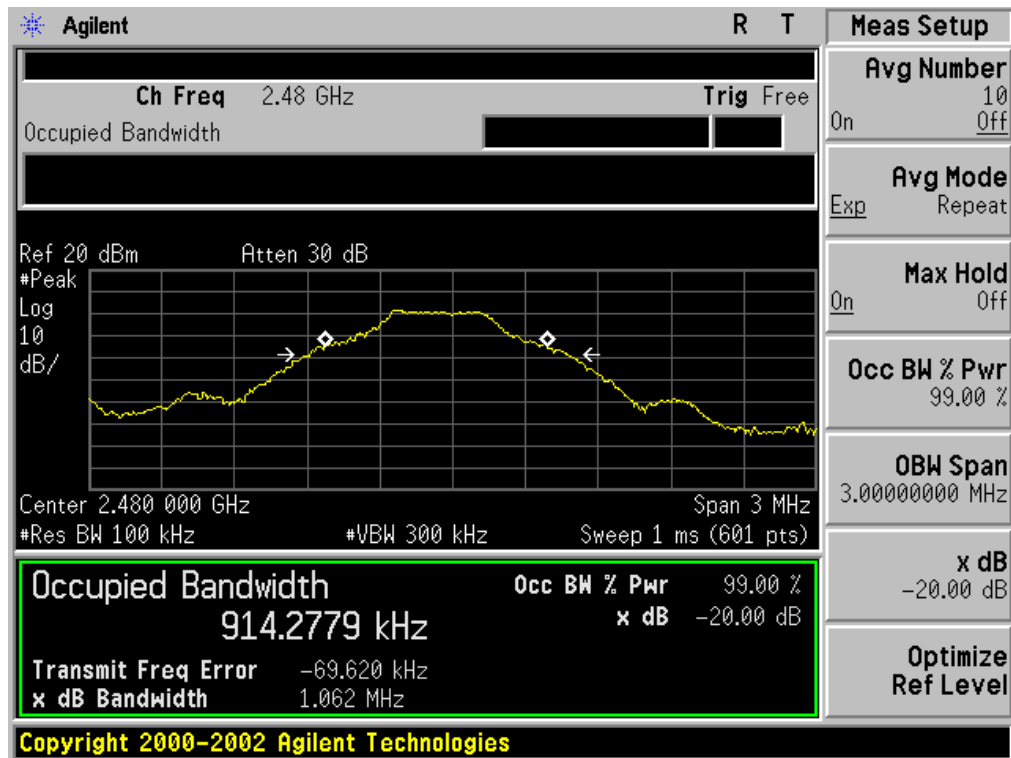 Agilent R T
Ch Freq 2.48 GHz Trig Free
Occupied Bandwidth
Ref 20 dBm Atten 30 dB
#Peak
Log
10
dB/
Center 2.480 000 GHz Span 3 MHz
#Res BW 100 kHz #VBW 300 kHz Sweep 1 ms (601 pts)
Occupied Bandwidth Occ BW % Pwr 99.00 %
914.2779 kHz x dB -20.00 dB
Transmit Freq Error -69.620 kHz
x dB Bandwidth 1.062 MHz
Copyright 2000-2002 Agilent Technologies
Meas Setup
Avg Number
10
On Off
Avg Mode
Exp Repeat
Max Hold
On Off
Occ BW % Pwr
99.00 %
OBW Span
3.00000000 MHz
x dB
-20.00 dB
Optimize
Ref Level